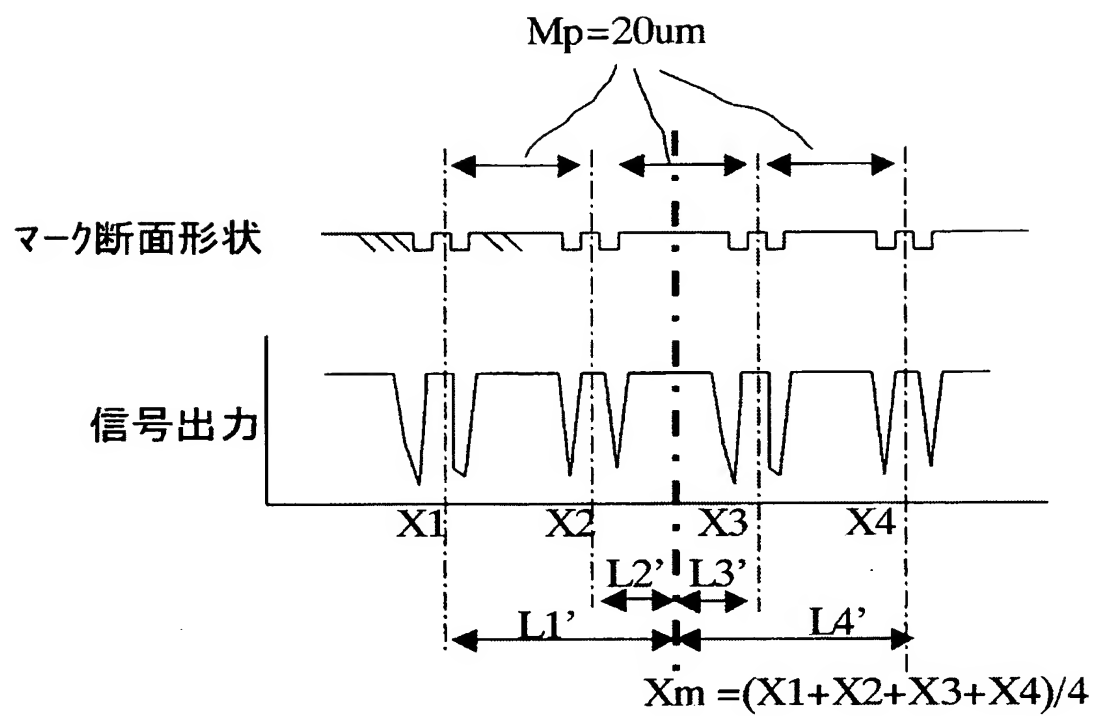 Mp=20um
マーク断面形状
信号出力
X1 X2 X3 X4
L2’ L3’
L1’ L4’
Xm =(X1+X2+X3+X4)/4